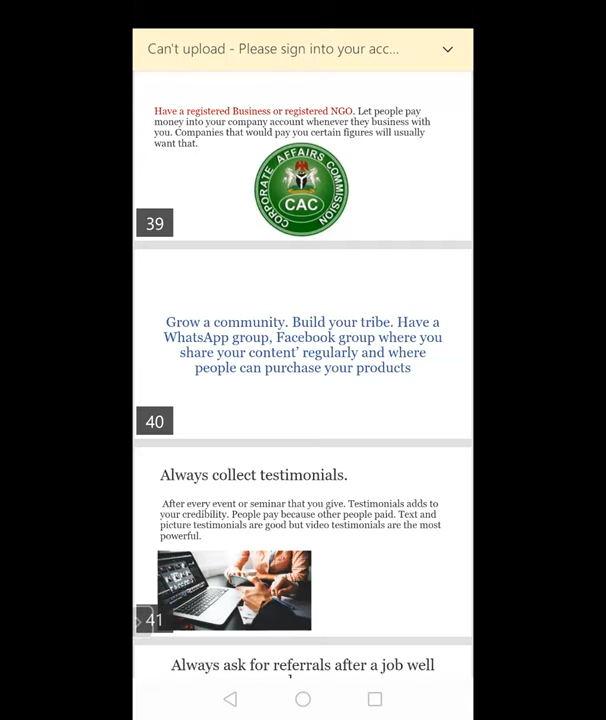 Can't upload - Please sign into your acc...
Have a registered Business or registered NGO. Let people pay
money into your company account whenever they business with
you. Companies that would pay you certain figures will usually
want that.
CORPORATE AFFAIRS COMMISSION
CAC
39
Grow a community. Build your tribe. Have a
WhatsApp group, Facebook group where you
share your content' regularly and where
people can purchase your products
40
Always collect testimonials.
After every event or seminar that you give. Testimonials adds to
your credibility. People pay because other people paid. Text and
picture testimonials are good but video testimonials are the most
powerful.
41
Always ask for referrals after a job well